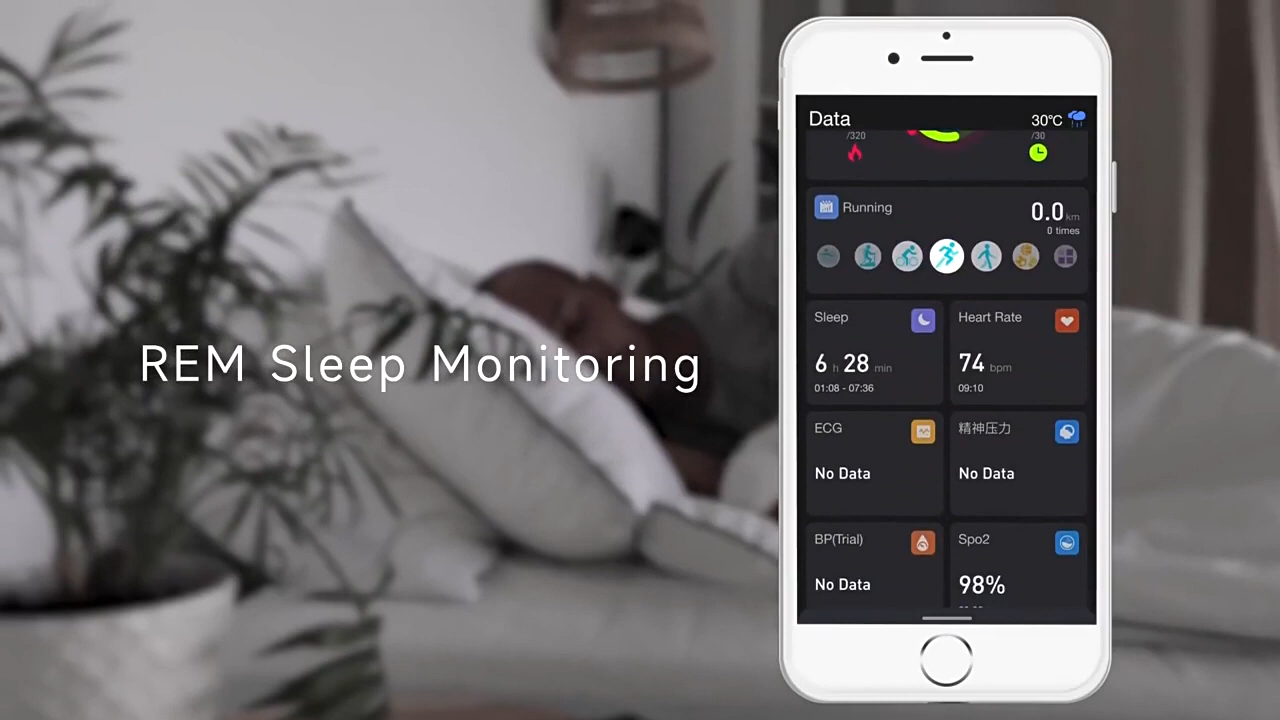 REM Sleep Monitoring
Data
30℃
/320
/30
Running
0.0 km
0 times
Sleep
6 h 28 min
01:08 - 07:36
Heart Rate
74 bpm
09:10
ECG
No Data
精神压力
No Data
BP(Trial)
No Data
Spo2
98%